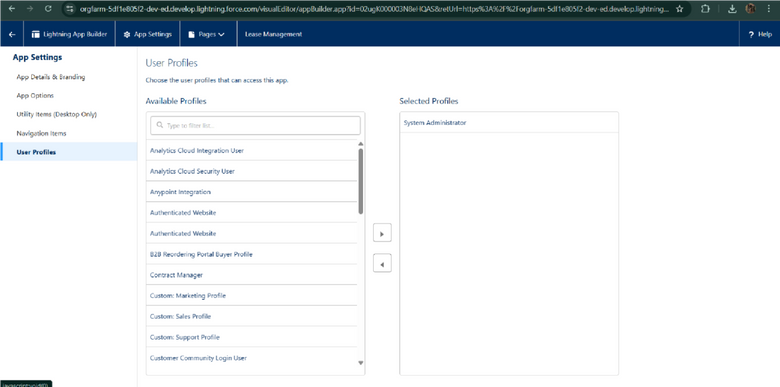 orgfarm-5df1e805f2-dev-ed.develop.lightning.force.com/visualEditor/appBuilder.app?id=02ugK000003N8eHQAS&retUrl=https%3A%2F%2Forgfarm-5df1e805f2-dev-ed.develop.lightning...
Lightning App Builder App Settings Pages Lease Management ? Help
App Settings
App Details & Branding
App Options
Utility Items (Desktop Only)
Navigation Items
User Profiles
User Profiles
Choose the user profiles that can access this app.
Available Profiles
Type to filter list...
Analytics Cloud Integration User
Analytics Cloud Security User
Anypoint Integration
Authenticated Website
Authenticated Website
B2B Reordering Portal Buyer Profile
Contract Manager
Custom: Marketing Profile
Custom: Sales Profile
Custom: Support Profile
Customer Community Login User
Selected Profiles
System Administrator